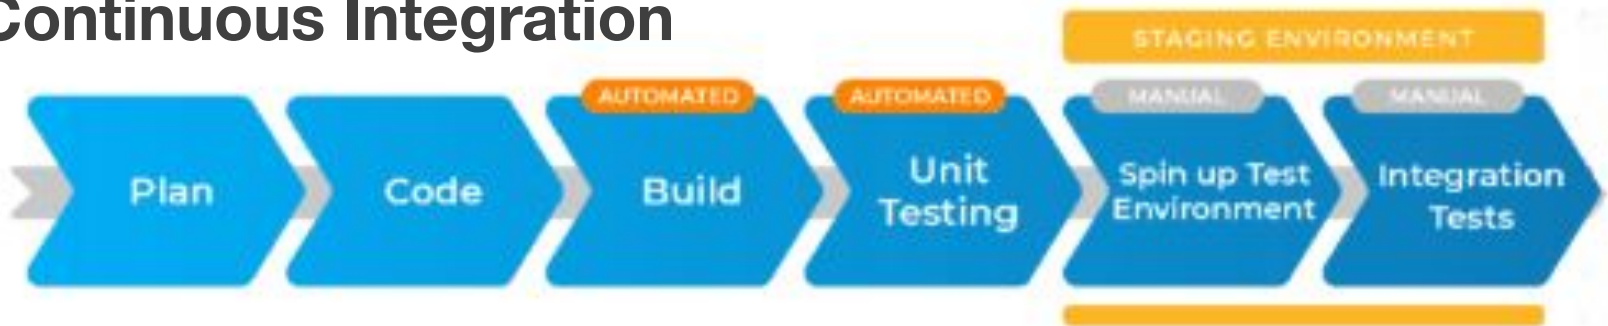 Continuous Integration
STAGING ENVIRONMENT
AUTOMATED
AUTOMATED
MANUAL
MANUAL
Plan
Code
Build
Unit
Testing
Spin up Test
Environment
Integration
Tests